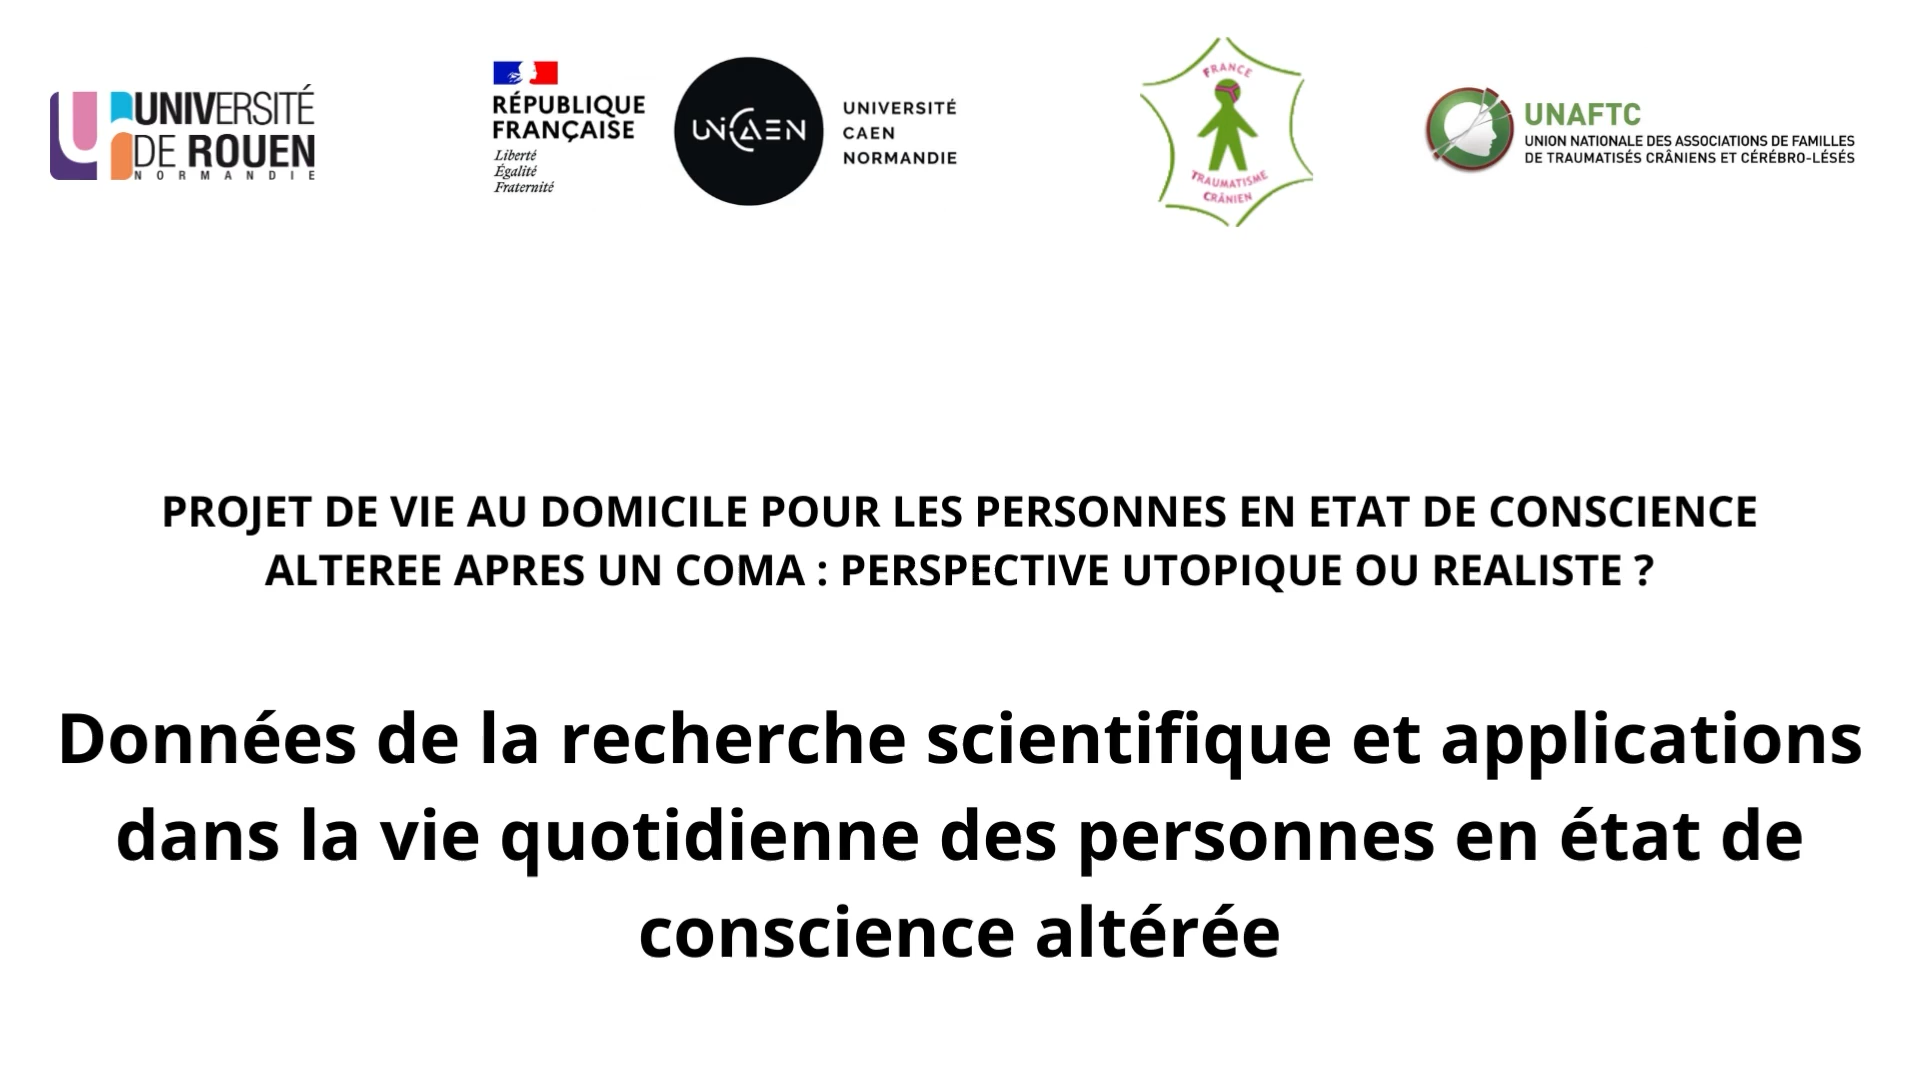 UNIVERSITÉ
DE ROUEN
NORMANDIE
RÉPUBLIQUE
FRANÇAISE
Liberté
Égalité
Fraternité
UNICAEN
UNIVERSITÉ
CAEN
NORMANDIE
FRANCE
TRAUMATISME
CRÂNIEN
UNAFTC
UNION NATIONALE DES ASSOCIATIONS DE FAMILLES
DE TRAUMATISÉS CRÂNIENS ET CÉRÉBRO-LÉSÉS
PROJET DE VIE AU DOMICILE POUR LES PERSONNES EN ETAT DE CONSCIENCE
ALTEREE APRES UN COMA : PERSPECTIVE UTOPIQUE OU REALISTE ?
Données de la recherche scientifique et applications
dans la vie quotidienne des personnes en état de
conscience altérée